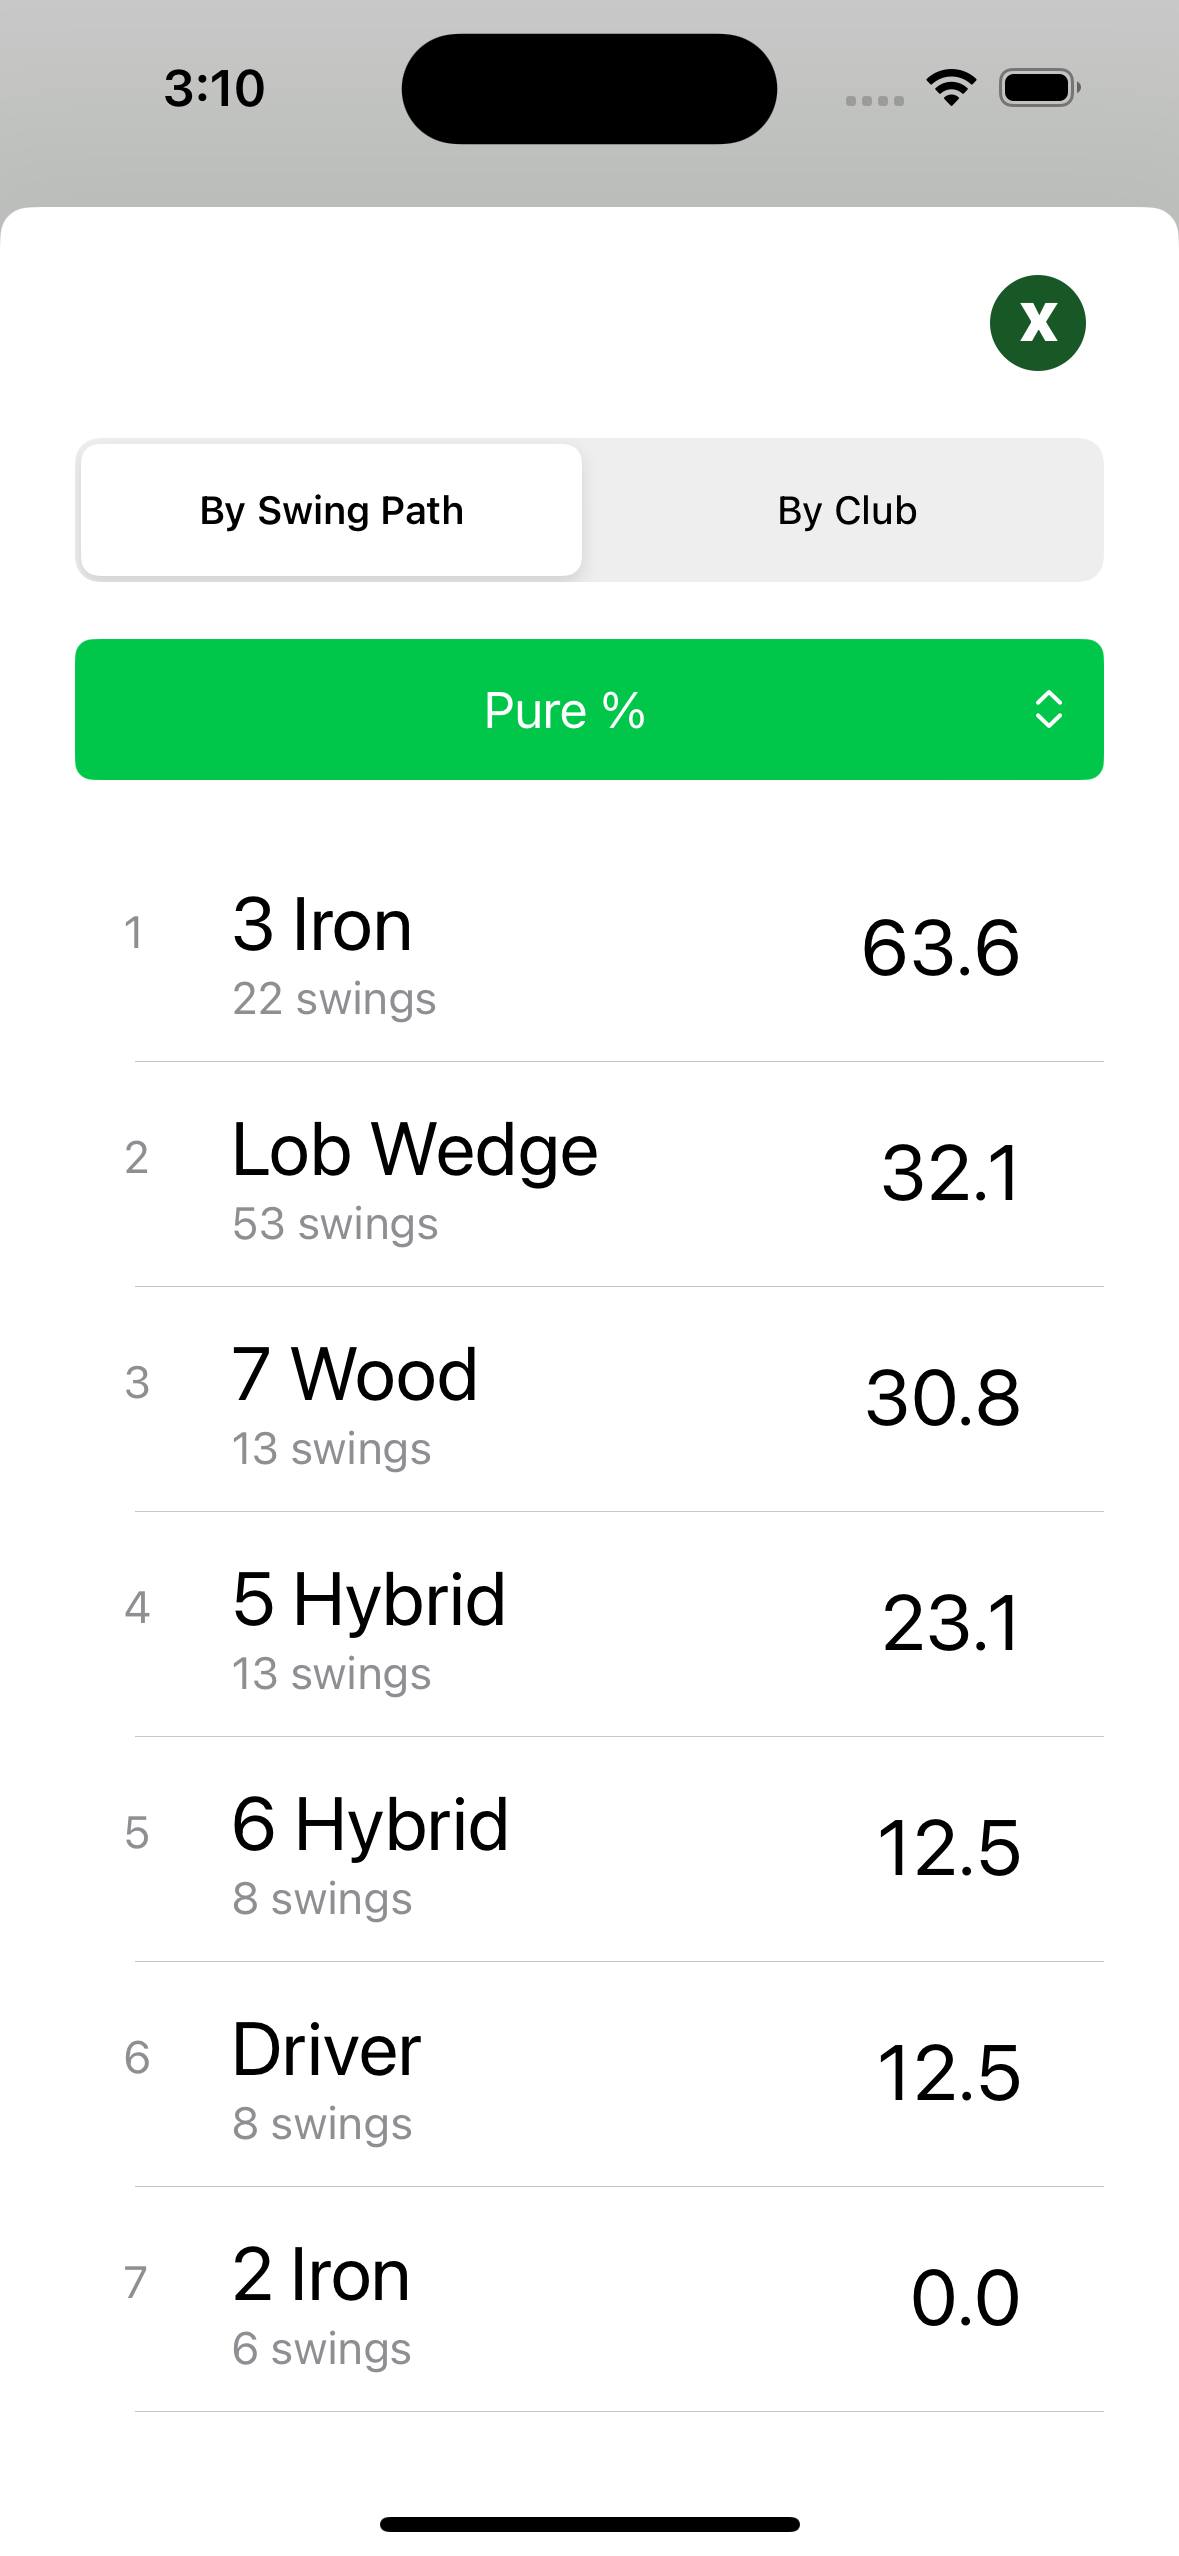 3:10
X
By Swing Path
By Club
Pure %
1
3 Iron
22 swings
63.6
2
Lob Wedge
53 swings
32.1
3
7 Wood
13 swings
30.8
4
5 Hybrid
13 swings
23.1
5
6 Hybrid
8 swings
12.5
6
Driver
8 swings
12.5
7
2 Iron
6 swings
0.0